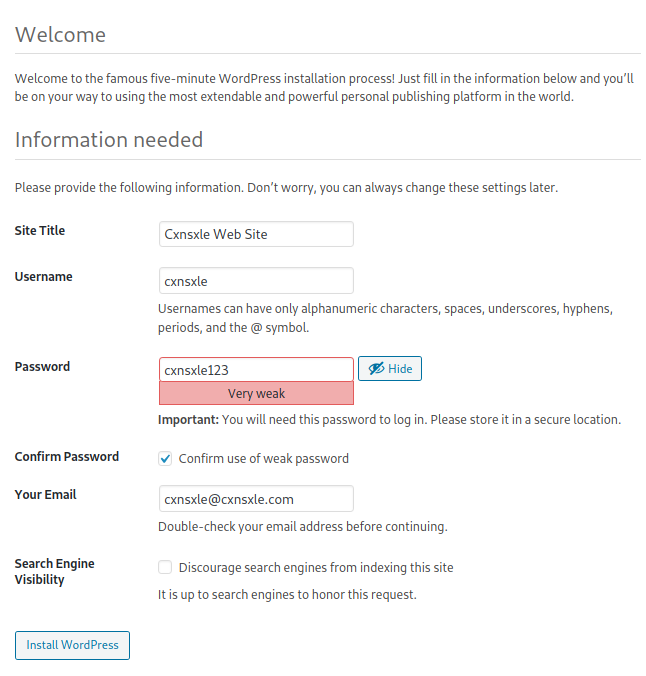 Welcome
Welcome to the famous five-minute WordPress installation process! Just fill in the information below and you’ll
be on your way to using the most extendable and powerful personal publishing platform in the world.
Information needed
Please provide the following information. Don’t worry, you can always change these settings later.
Site Title
Cxnsxle Web Site
Username
cxnsxle
Usernames can have only alphanumeric characters, spaces, underscores, hyphens,
periods, and the @ symbol.
Password
cxnsxle123
Hide
Very weak
Important: You will need this password to log in. Please store it in a secure location.
Confirm Password
Confirm use of weak password
Your Email
cxnsxle@cxnsxle.com
Double-check your email address before continuing.
Search Engine
Visibility
Discourage search engines from indexing this site
It is up to search engines to honor this request.
Install WordPress